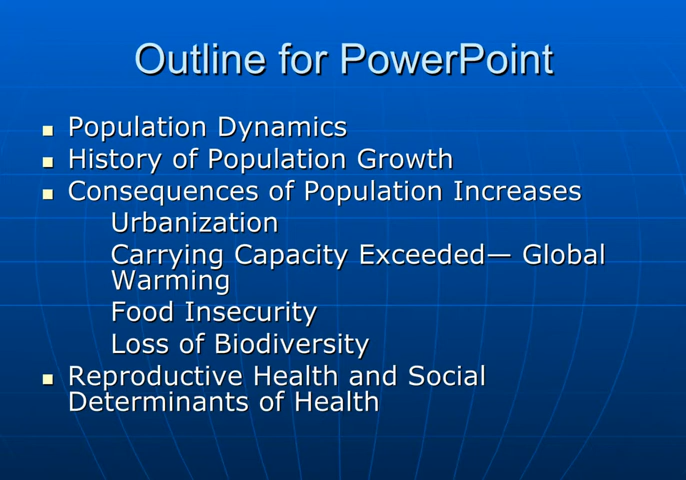 Outline for PowerPoint
Population Dynamics
History of Population Growth
Consequences of Population Increases
Urbanization
Carrying Capacity Exceeded— Global
Warming
Food Insecurity
Loss of Biodiversity
Reproductive Health and Social
Determinants of Health